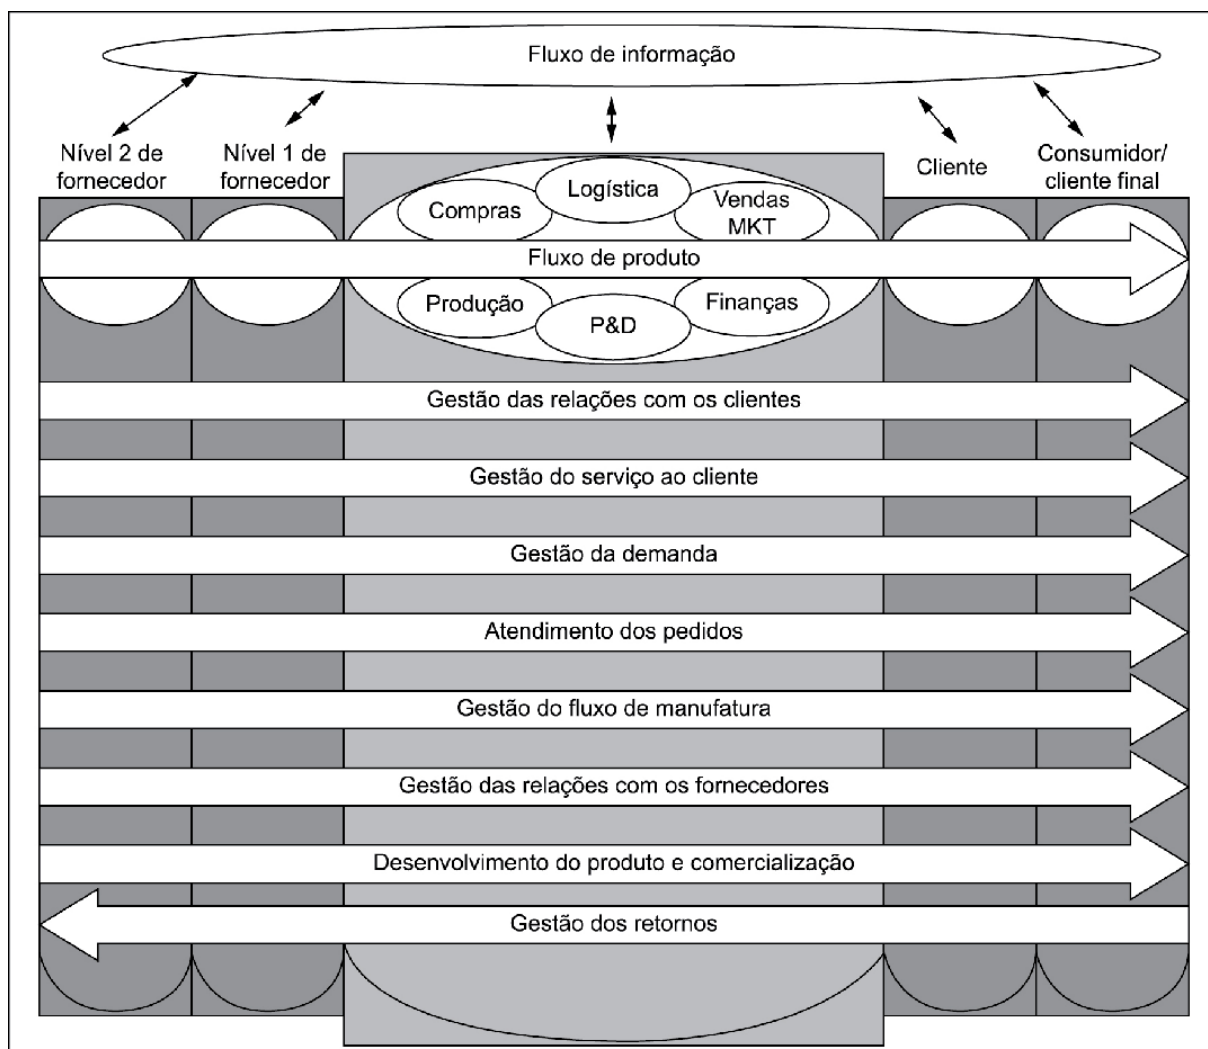 Fluxo de informação
Nível 2 de
fornecedor
Nível 1 de
fornecedor
Cliente
Consumidor/
cliente final
Logística
Compras
Vendas
MKT
Fluxo de produto
Produção
P&D
Finanças
Gestão das relações com os clientes
Gestão do serviço ao cliente
Gestão da demanda
Atendimento dos pedidos
Gestão do fluxo de manufatura
Gestão das relações com os fornecedores
Desenvolvimento do produto e comercialização
Gestão dos retornos